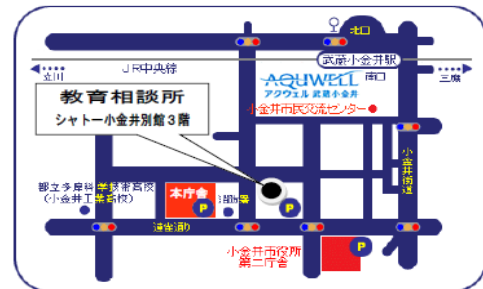 北口
武蔵小金井駅
立川
JR中央線
南口
三鷹
AQUWELL
アクウェル 武蔵小金井
教育相談所
シャトー小金井別館3階
小金井市民交流センター
小金井街道
都立多摩科学技術高校
(小金井工業高校)
本庁舎
P
P
連雀通り
小金井市役所
第二庁舎
P